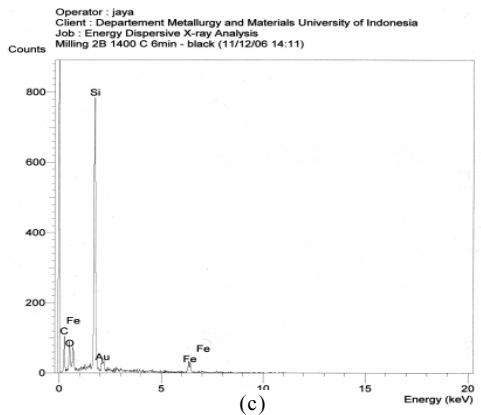 Operator : jaya
Client : Departement Metallurgy and Materials University of Indonesia
Job : Energy Dispersive X-ray Analysis
Milling 2B 1400 C 6min - black (11/12/06 14:11)
Counts
800
Si
600
400
200
Fe
C
O
Au
Fe
Fe
0
0 5 10 15 20
Energy (keV)
(c)